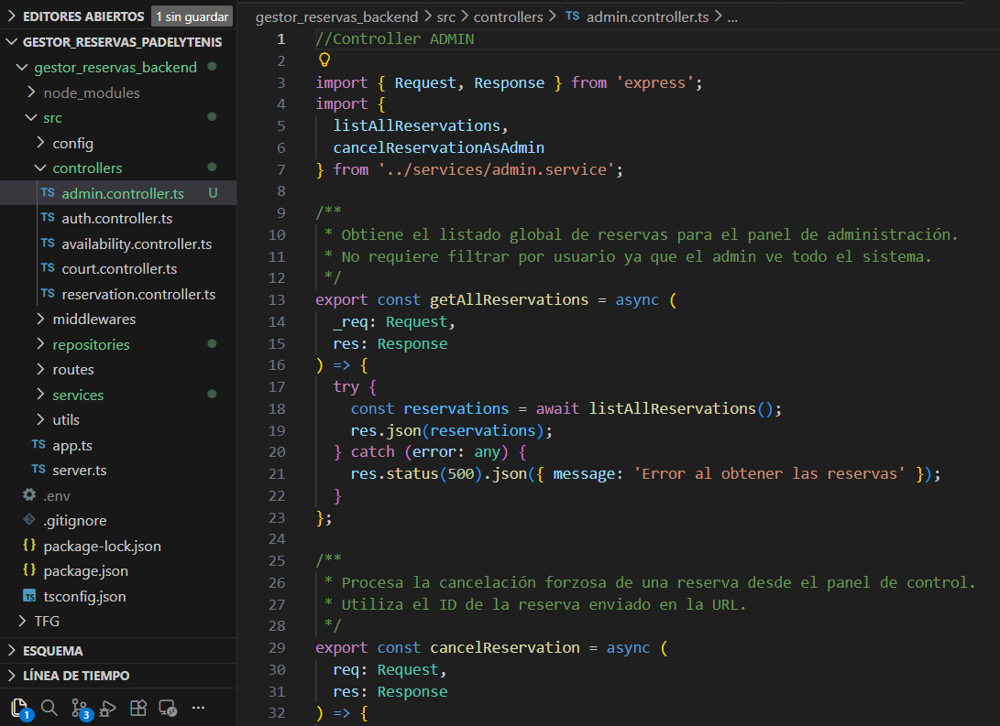 EDITORES ABIERTOS 1 sin guardar
GESTOR_RESERVAS_PADELYTENIS
gestor_reservas_backend
node_modules
src
config
controllers
TS admin.controller.ts U
TS auth.controller.ts
TS availability.controller.ts
TS court.controller.ts
TS reservation.controller.ts
middlewares
repositories
routes
services
utils
TS app.ts
TS server.ts
.env
.gitignore
{} package-lock.json
{} package.json
TS tsconfig.json
TFG
ESQUEMA
LÍNEA DE TIEMPO
1
3
gestor_reservas_backend > src > controllers > TS admin.controller.ts > ...
1 //Controller ADMIN
2
3 import { Request, Response } from 'express';
4 import {
5   listAllReservations,
6   cancelReservationAsAdmin
7 } from '../services/admin.service';
8
9 /**
10  * Obtiene el listado global de reservas para el panel de administración.
11  * No requiere filtrar por usuario ya que el admin ve todo el sistema.
12  */
13 export const getAllReservations = async (
14   _req: Request,
15   res: Response
16 ) => {
17   try {
18     const reservations = await listAllReservations();
19     res.json(reservations);
20   } catch (error: any) {
21     res.status(500).json({ message: 'Error al obtener las reservas' });
22   }
23 };
24
25 /**
26  * Procesa la cancelación forzosa de una reserva desde el panel de control.
27  * Utiliza el ID de la reserva enviado en la URL.
28  */
29 export const cancelReservation = async (
30   req: Request,
31   res: Response
32 ) => {